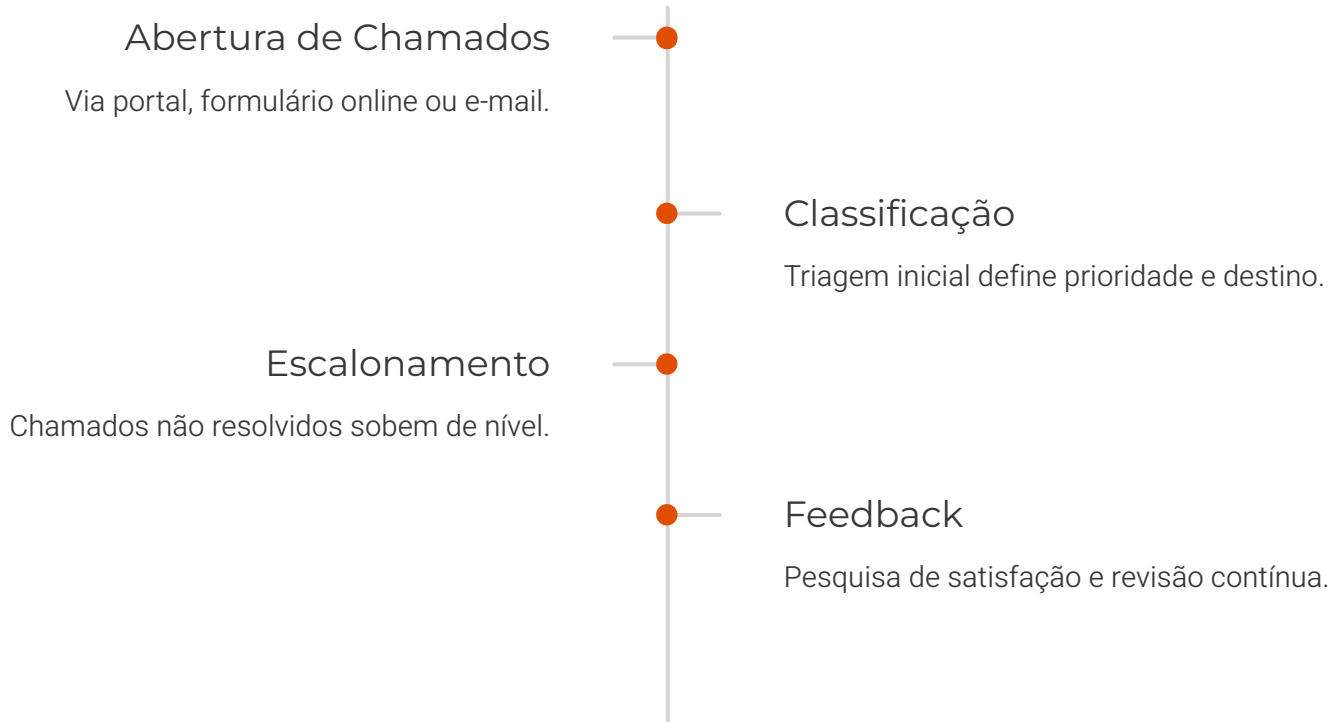 Abertura de Chamados
Via portal, formulário online ou e-mail.
Classificação
Triagem inicial define prioridade e destino.
Escalonamento
Chamados não resolvidos sobem de nível.
Feedback
Pesquisa de satisfação e revisão contínua.